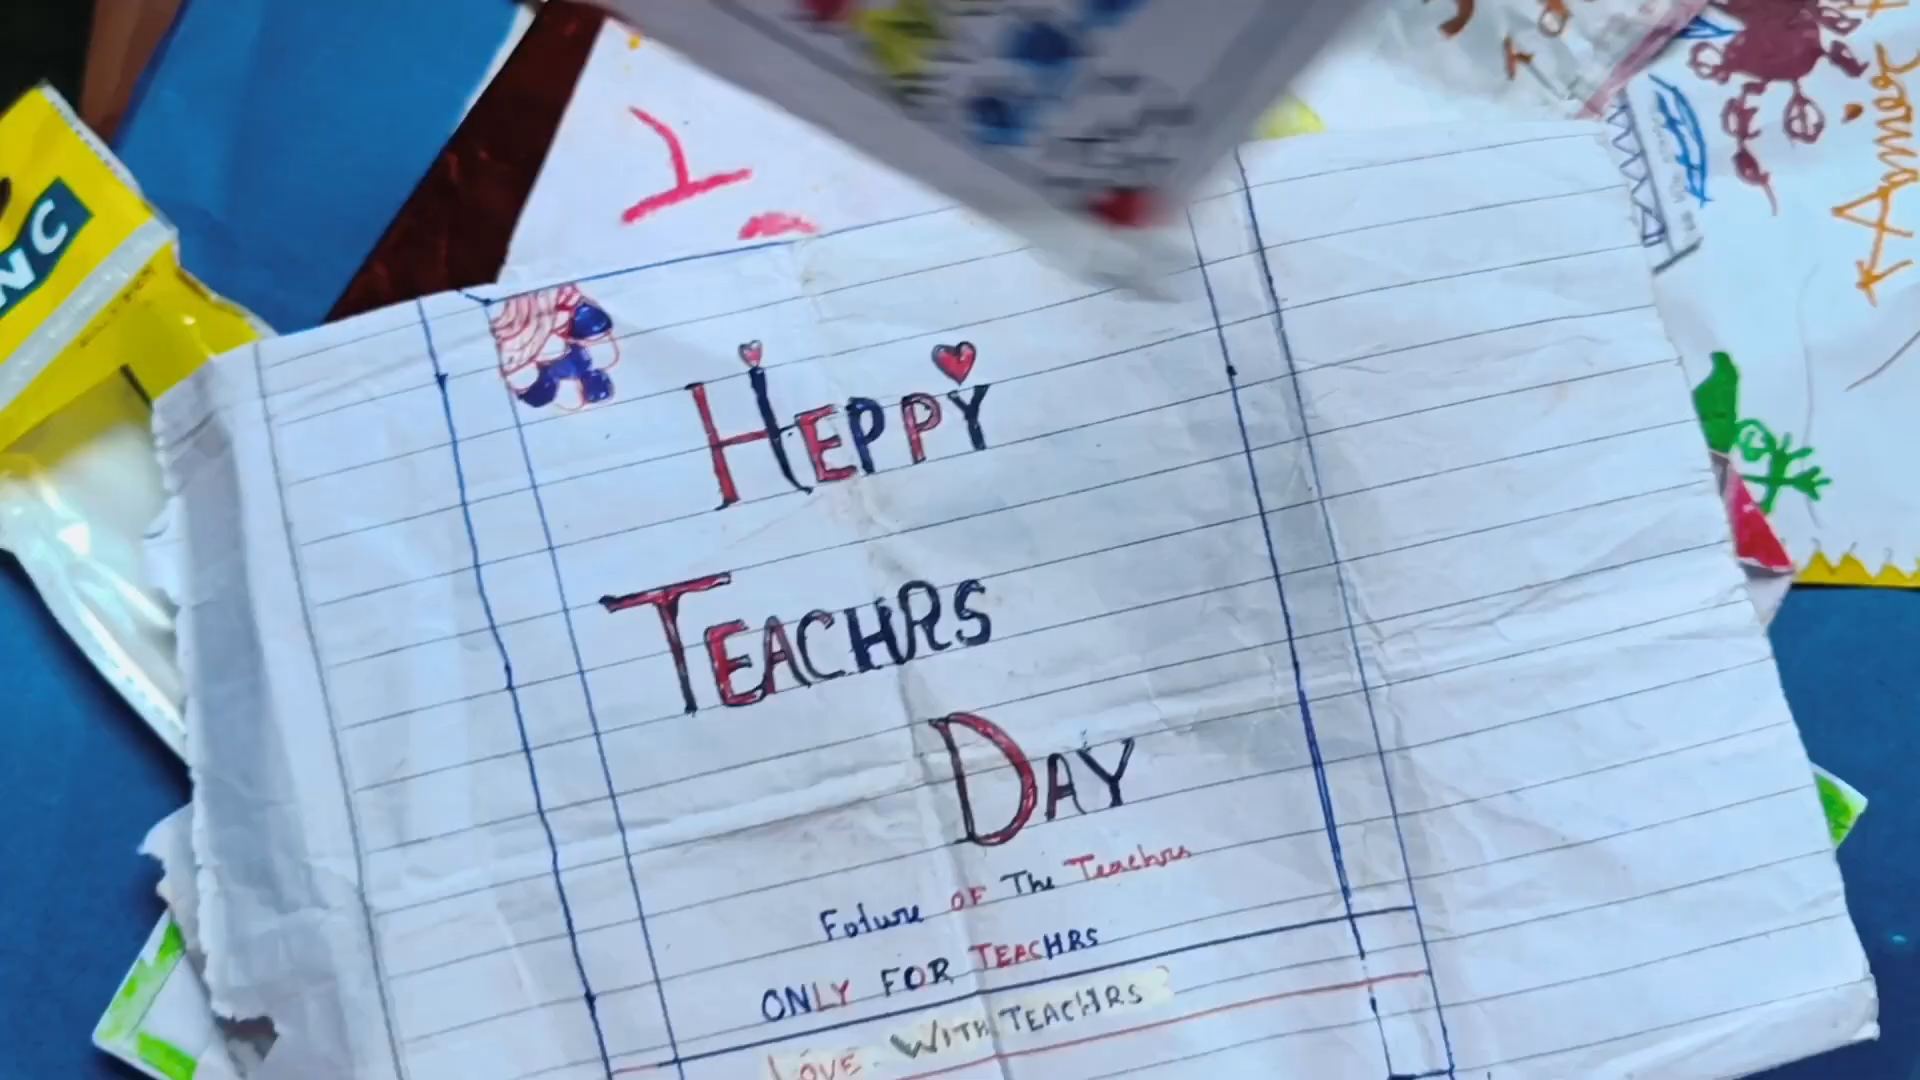 HEPPY
TEACHRS
DAY
Foture OF The Teachrs
ONLY FOR TEACHRS
LOVE WITH TEACHRS